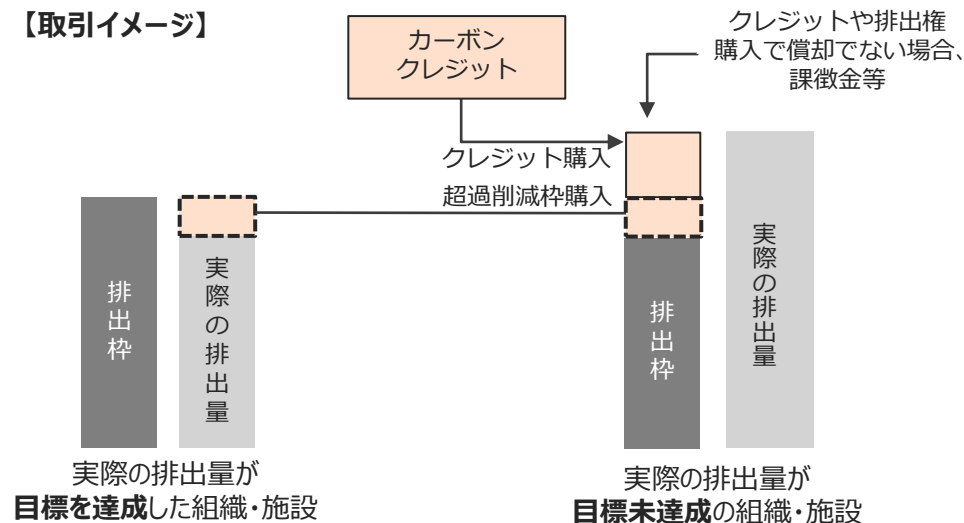 【取引イメージ】
カーボン
クレジット
クレジットや排出権
購入で償却でない場合、
課徴金等
クレジット購入
超過削減枠購入
排出枠
実際の排出量
排出枠
実際の排出量
実際の排出量が
目標を達成した組織・施設
実際の排出量が
目標未達成の組織・施設